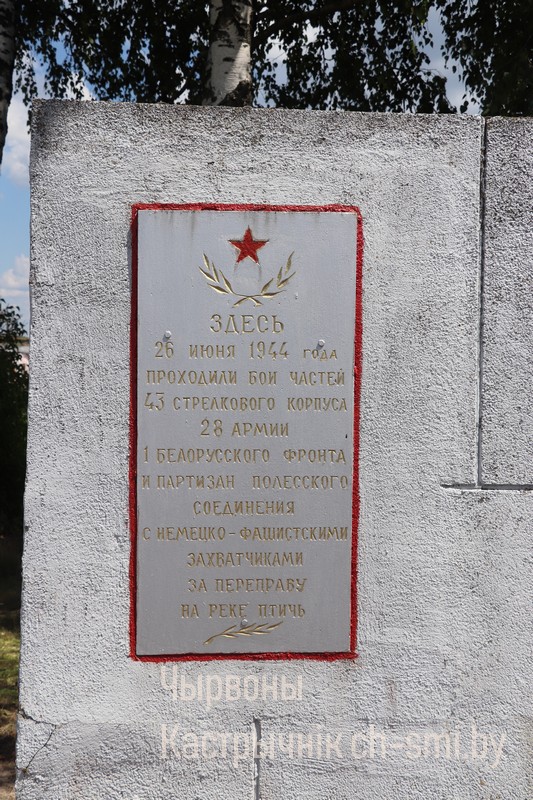 ЗДЕСЬ
26 ИЮНЯ 1944 ГОДА
ПРОХОДИЛИ БОИ ЧАСТЕЙ
43 СТРЕЛКОВОГО КОРПУСА
28 АРМИИ
1 БЕЛОРУССКОГО ФРОНТА
И ПАРТИЗАН ПОЛЕССКОГО
СОЕДИНЕНИЯ
С НЕМЕЦКО-ФАШИСТСКИМИ
ЗАХВАТЧИКАМИ
ЗА ПЕРЕПРАВУ
НА РЕКЕ ПТИЧЬ
Чырвоны
Кастрычнік ch-smi.by